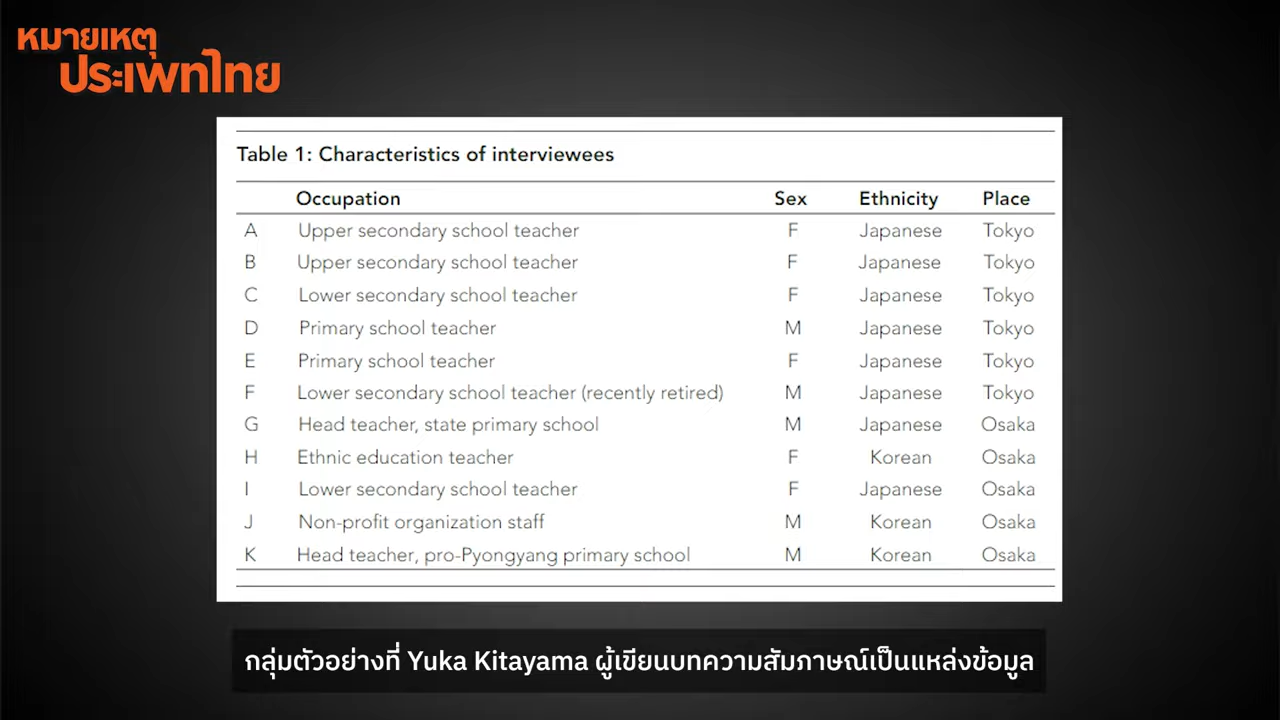 หมายเหตุ
ประเพทไทย
Table 1: Characteristics of interviewees
Occupation Sex Ethnicity Place
A Upper secondary school teacher F Japanese Tokyo
B Upper secondary school teacher F Japanese Tokyo
C Lower secondary school teacher F Japanese Tokyo
D Primary school teacher M Japanese Tokyo
E Primary school teacher F Japanese Tokyo
F Lower secondary school teacher (recently retired) M Japanese Tokyo
G Head teacher, state primary school M Japanese Osaka
H Ethnic education teacher F Korean Osaka
I Lower secondary school teacher F Japanese Osaka
J Non-profit organization staff M Korean Osaka
K Head teacher, pro-Pyongyang primary school M Korean Osaka
กลุ่มตัวอย่างที่ Yuka Kitayama ผู้เขียนบทความสัมภาษณ์เป็นแหล่งข้อมูล